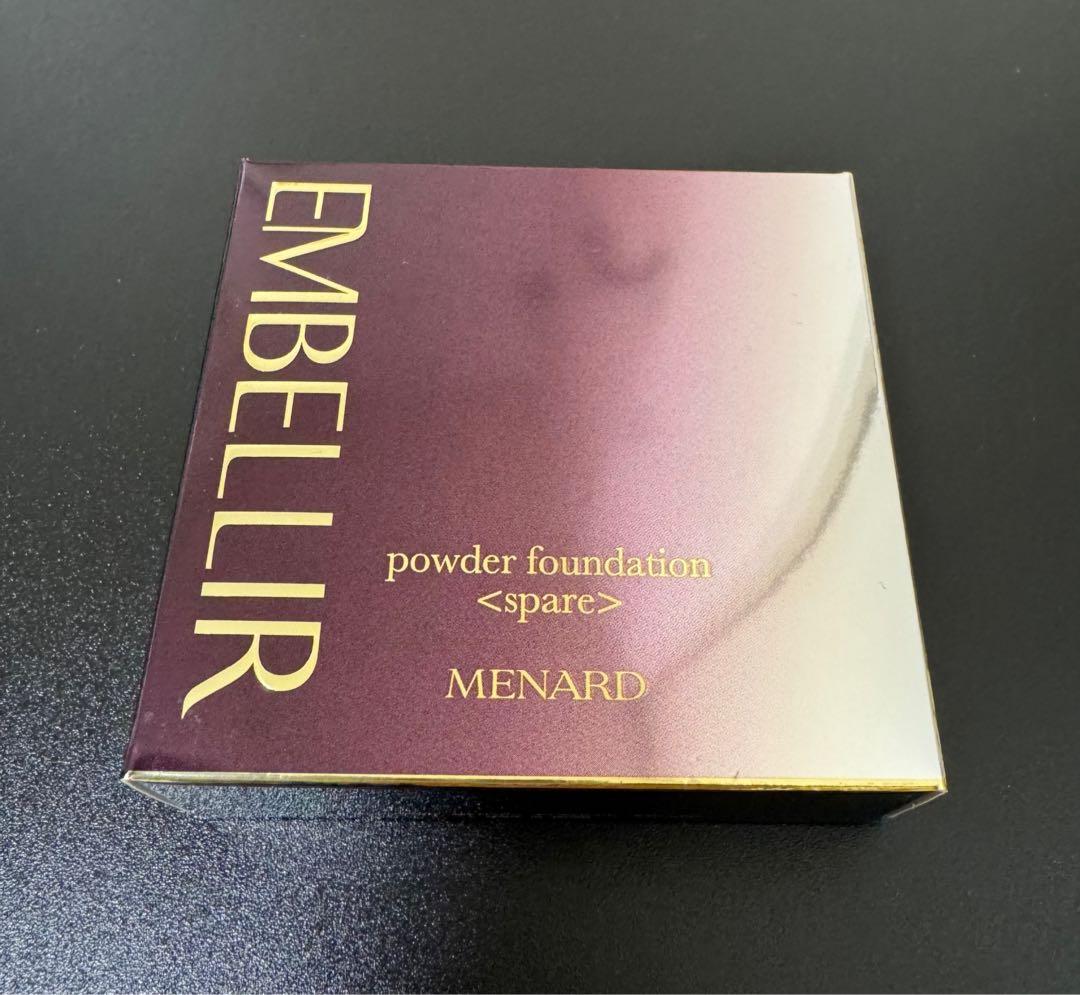 EMBELLIR
powder foundation
<spare>
MENARD